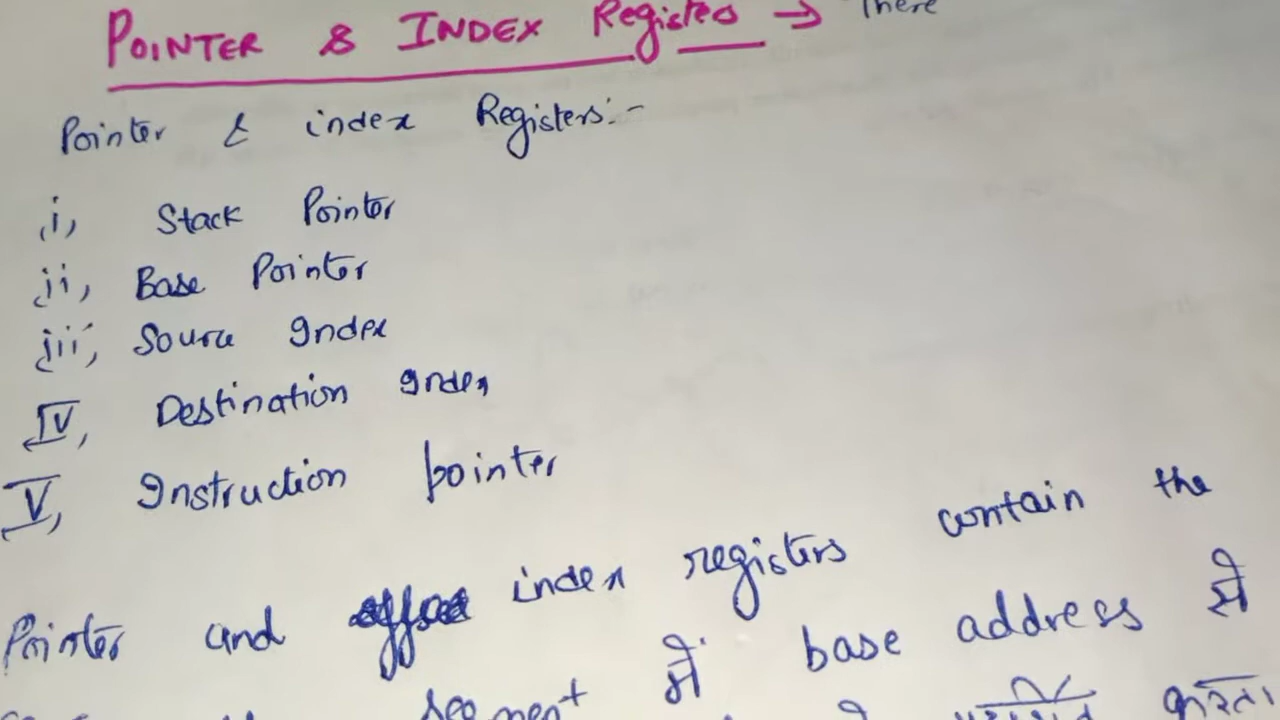 POINTER & INDEX Registers → There
Pointer & index Registers:-
i, Stack Pointer
ii, Base Pointer
iii, Source Index
IV, Destination Index
V, Instruction pointer
Pointer and index registers contain the
segment में base address से
करता